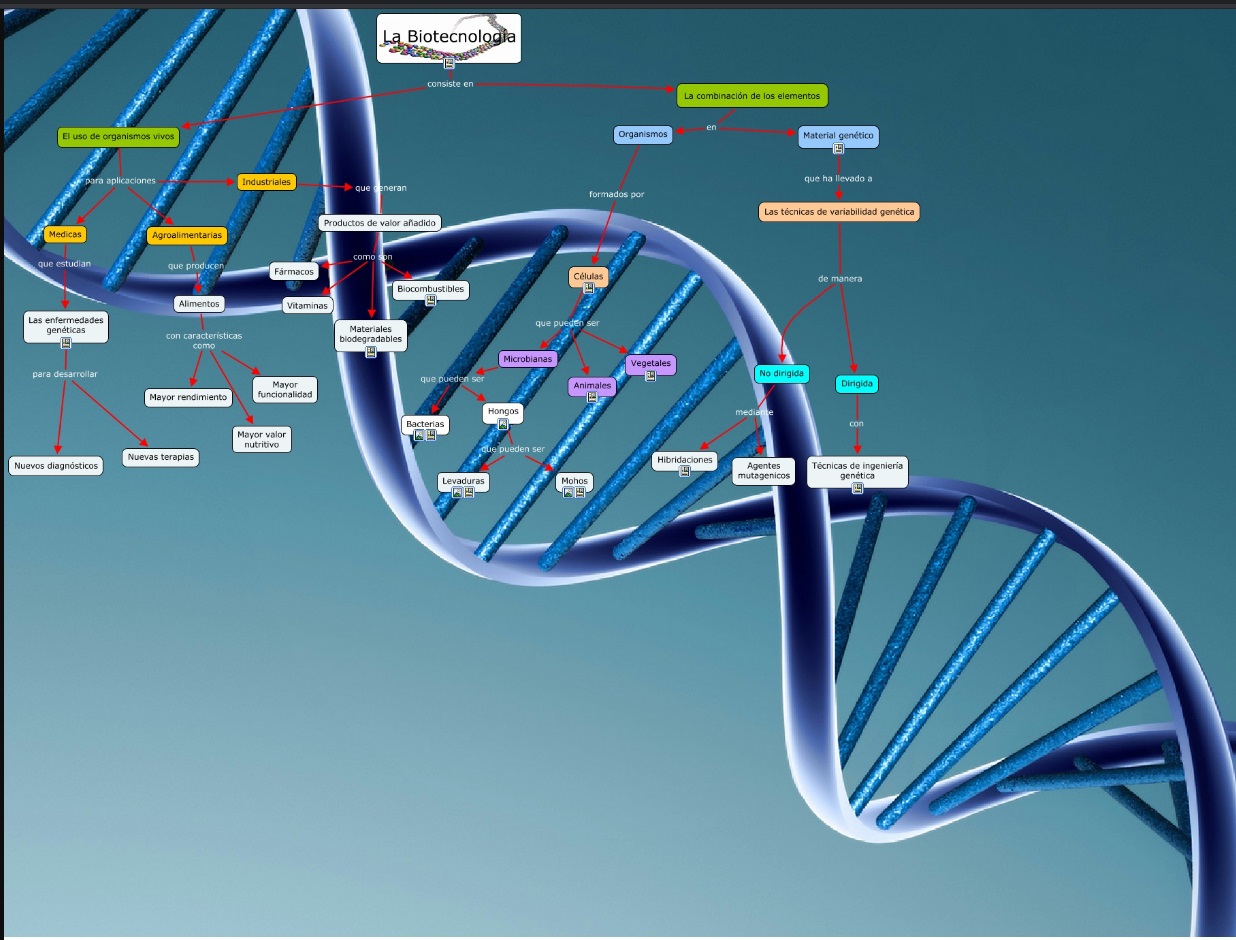 La Biotecnología
consiste en
La combinación de los elementos
El uso de organismos vivos
Organismos
en
Material genético
para aplicaciones
Industriales
que generan
que ha llevado a
formados por
Las técnicas de variabilidad genética
Productos de valor añadido
Medicas
Agroalimentarias
que estudian
que producen
como son
Fármacos
Células
de manera
Biocombustibles
Alimentos
Vitaminas
Las enfermedades
genéticas
Materiales
biodegradables
que pueden ser
con características
como
Microbianas
Vegetales
para desarrollar
que pueden ser
Animales
No dirigida
Dirigida
Mayor rendimiento
Mayor
funcionalidad
Hongos
mediante
Bacterias
con
Mayor valor
nutritivo
que pueden ser
Nuevos diagnósticos
Nuevas terapias
Hibridaciones
Agentes
mutagenicos
Técnicas de ingeniería
genética
Levaduras
Mohos